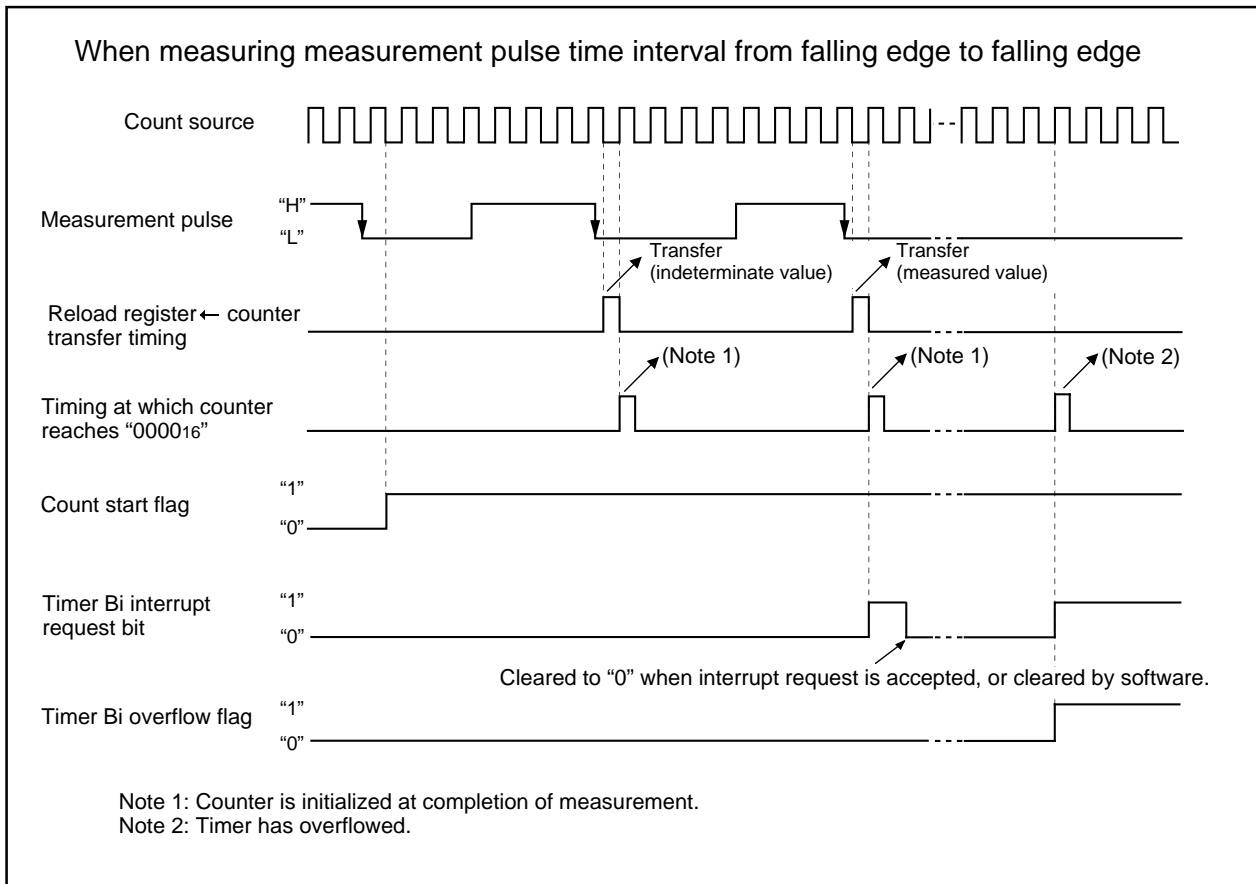 When measuring measurement pulse time interval from falling edge to falling edge
Count source
Measurement pulse
“H”
“L”
Transfer
(indeterminate value)
Transfer
(measured value)
Reload register ← counter
transfer timing
(Note 1)
(Note 1)
(Note 2)
Timing at which counter
reaches “000016”
Count start flag
“1”
“0”
Timer Bi interrupt
request bit
“1”
“0”
Cleared to “0” when interrupt request is accepted, or cleared by software.
Timer Bi overflow flag
“1”
“0”
Note 1: Counter is initialized at completion of measurement.
Note 2: Timer has overflowed.